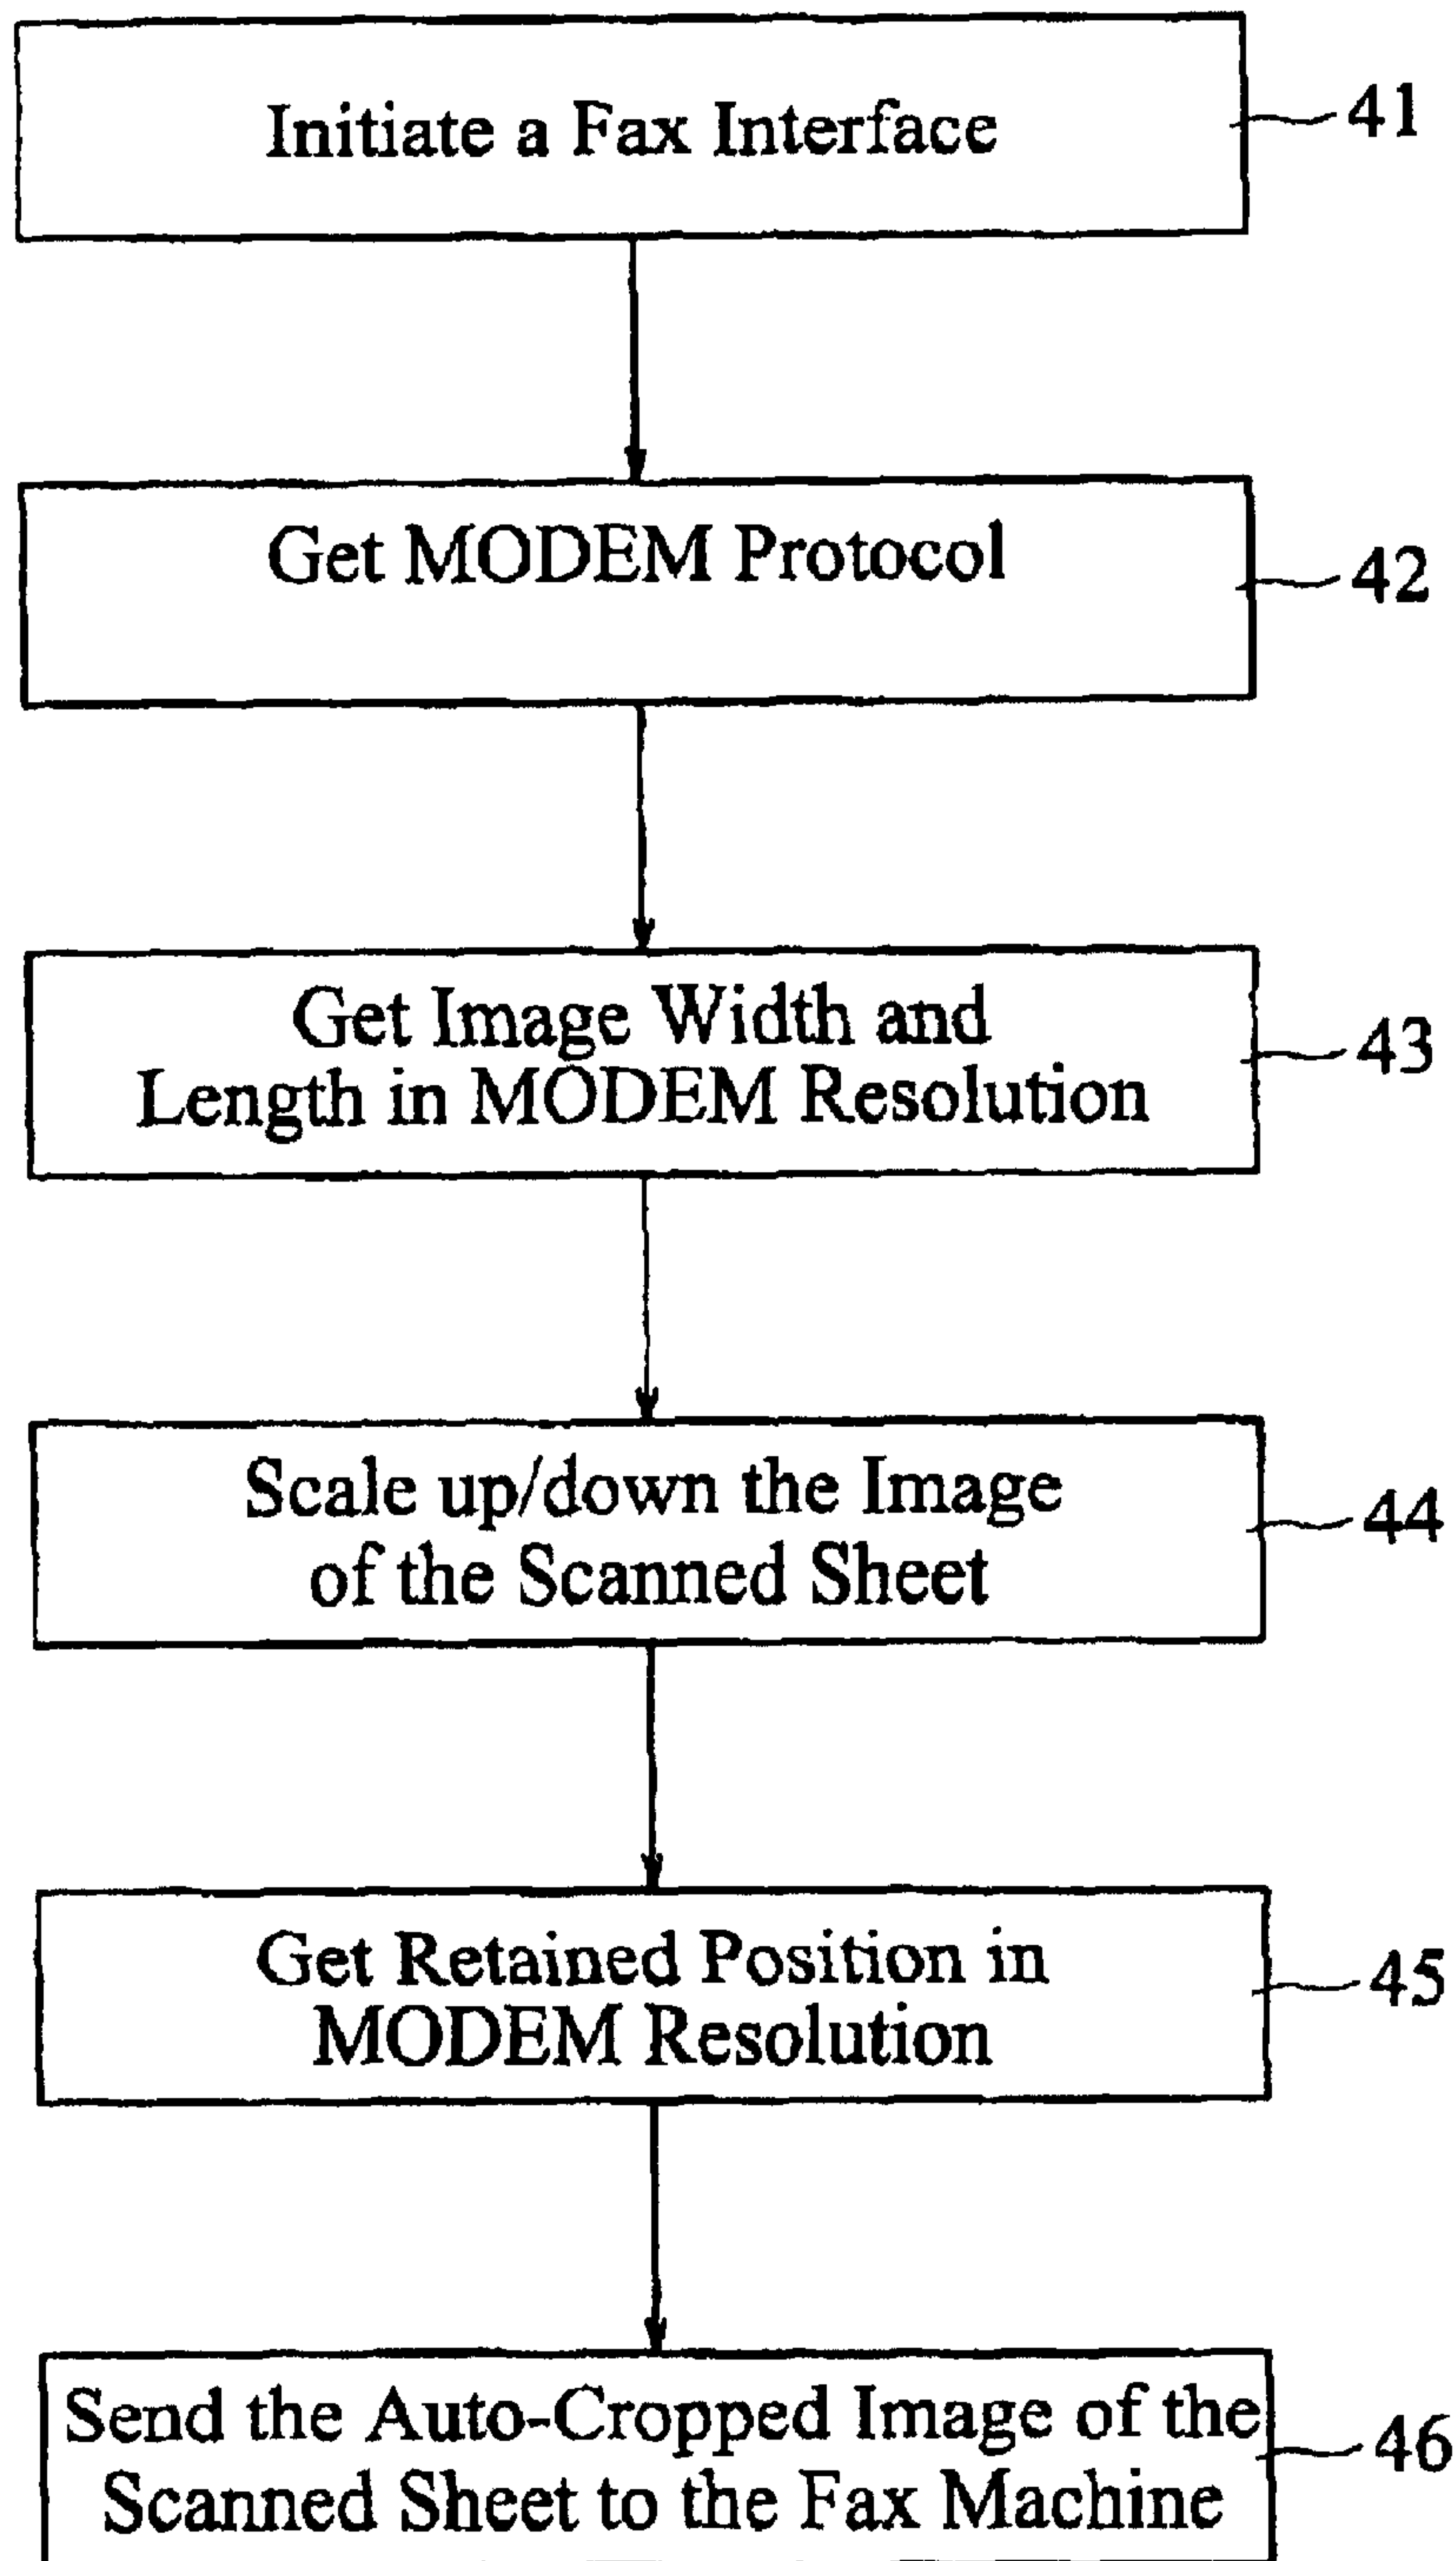 Initiate a Fax Interface
41
Get MODEM Protocol
42
Get Image Width and
Length in MODEM Resolution
43
Scale up/down the Image
of the Scanned Sheet
44
Get Retained Position in
MODEM Resolution
45
Send the Auto-Cropped Image of the
Scanned Sheet to the Fax Machine
46